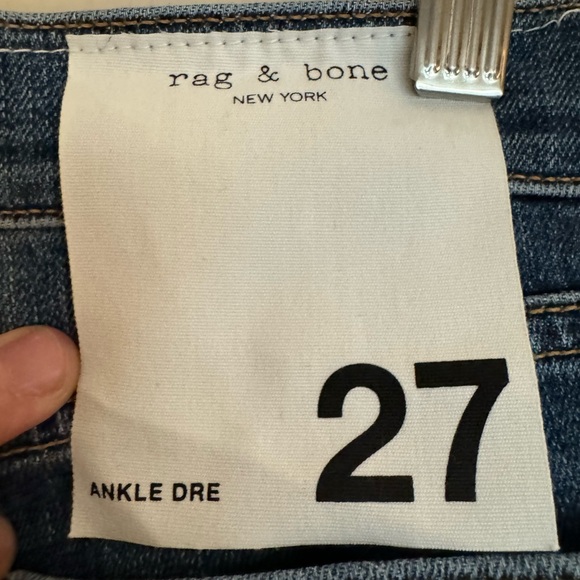 rag & bone
NEW YORK
27
ANKLE DRE